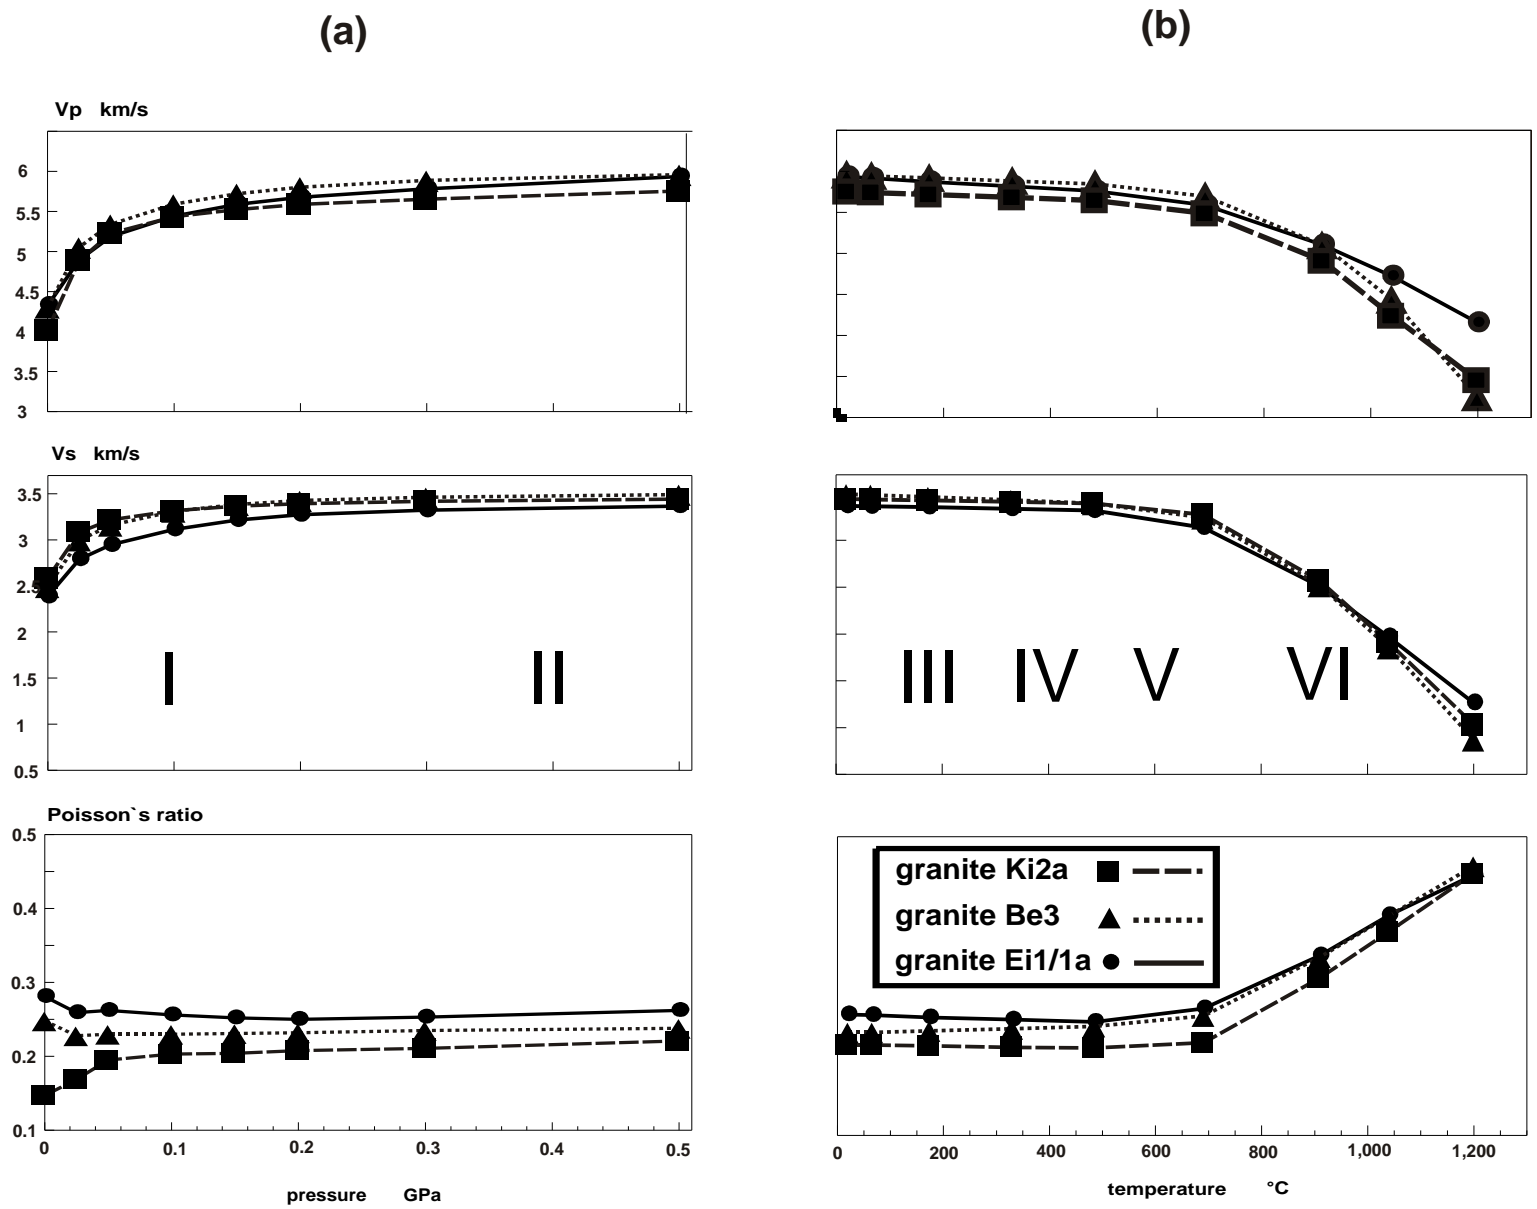 (a)
(b)
Vp km/s
6
5.5
5
4.5
4
3.5
3
Vs km/s
3.5
3
2.5
2
1.5
1
0.5
I
II
III
IV
V
VI
Poisson`s ratio
0.5
0.4
0.3
0.2
0.1
0
0.1
0.2
0.3
0.4
0.5
pressure GPa
granite Ki2a
granite Be3
granite Ei1/1a
0
200
400
600
800
1,000
1,200
temperature °C